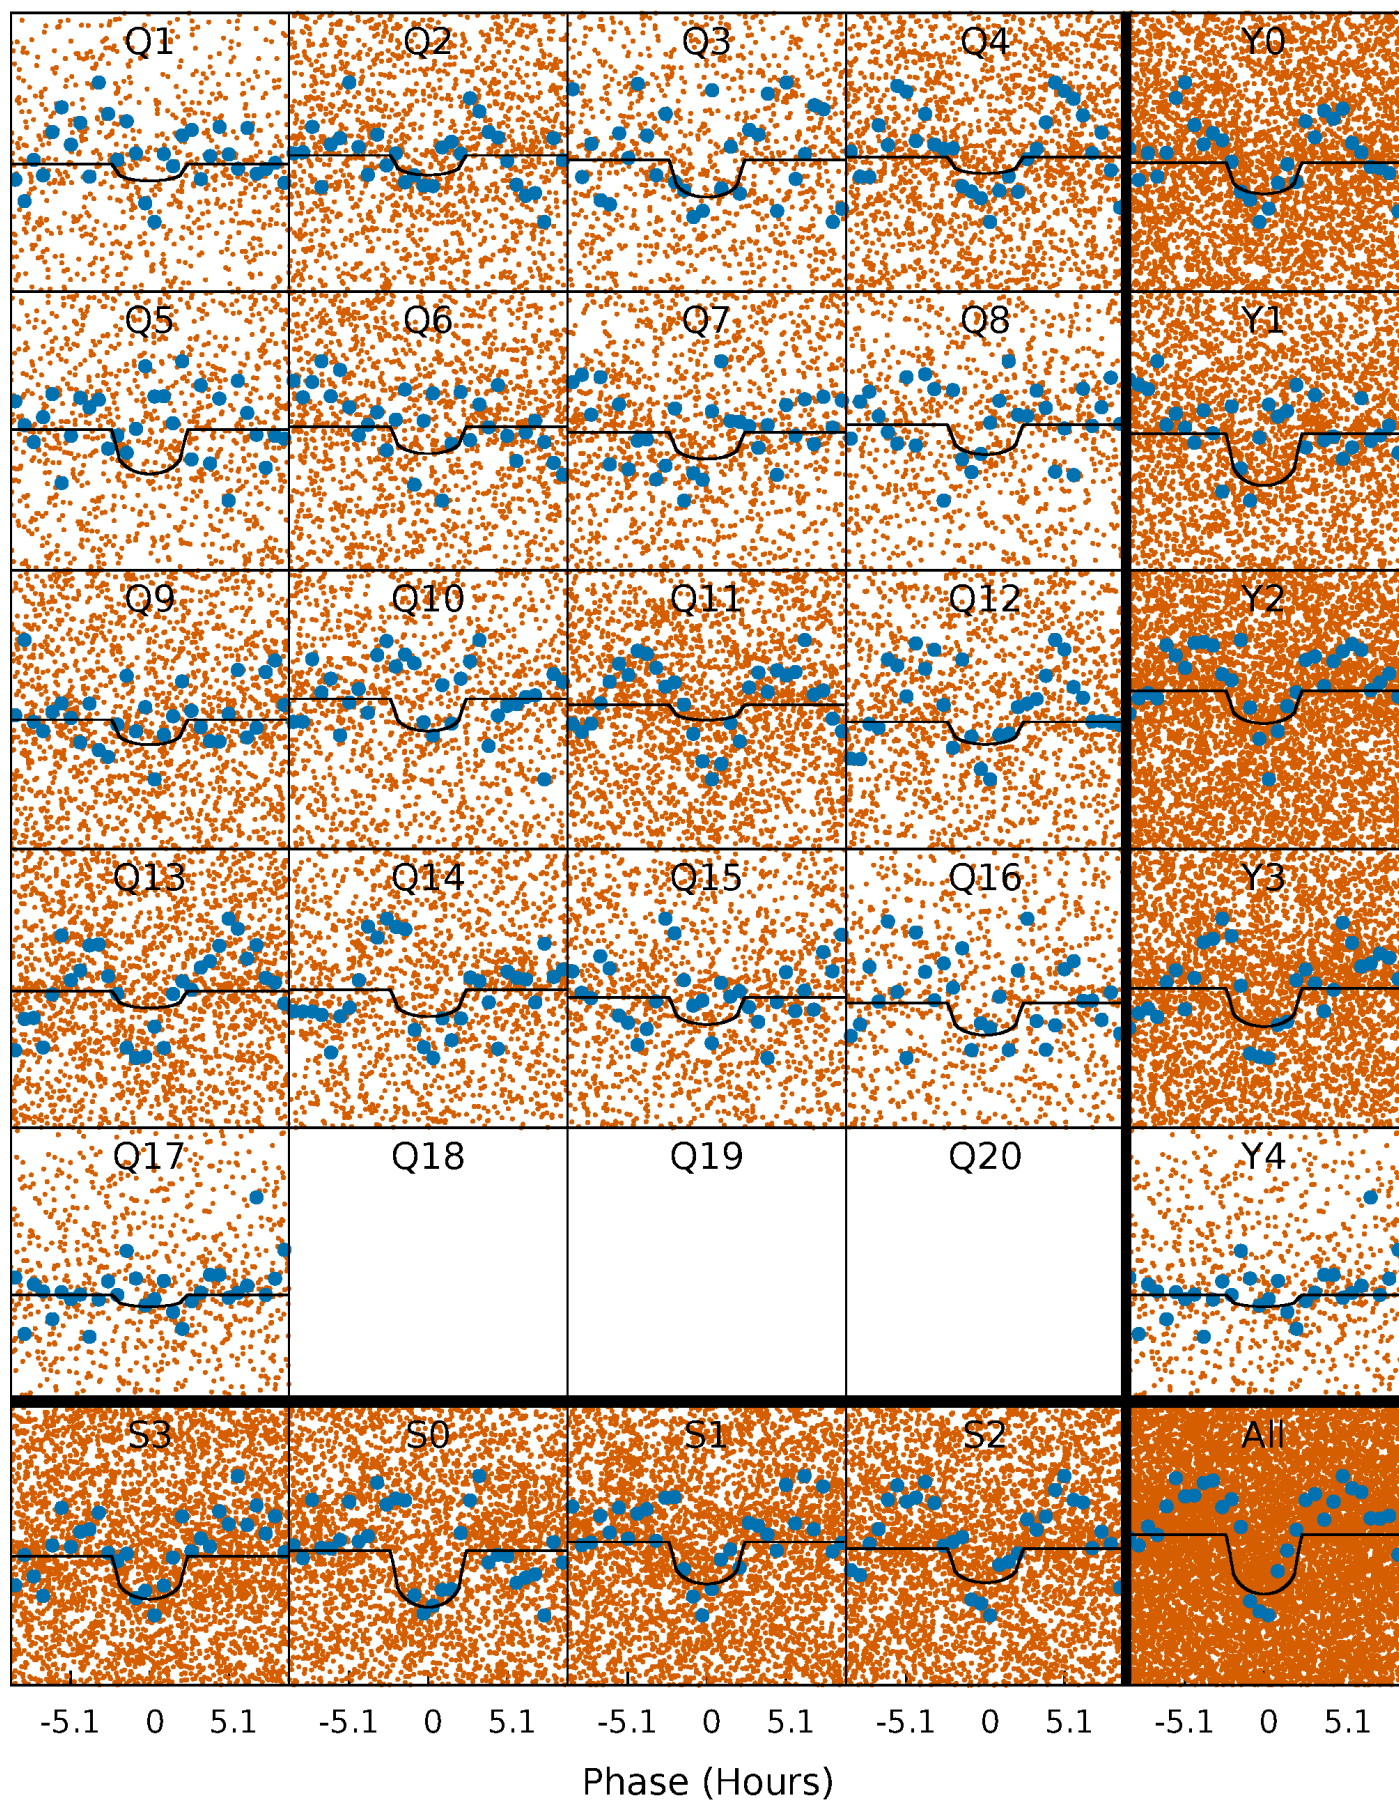 Q1 Q2 Q3 Q4 Y0
Q5 Q6 Q7 Q8 Y1
Q9 Q10 Q11 Q12 Y2
Q13 Q14 Q15 Q16 Y3
Q17 Q18 Q19 Q20 Y4
S3 S0 S1 S2 All
-5.1 0 5.1 -5.1 0 5.1 -5.1 0 5.1 -5.1 0 5.1 -5.1 0 5.1
Phase (Hours)